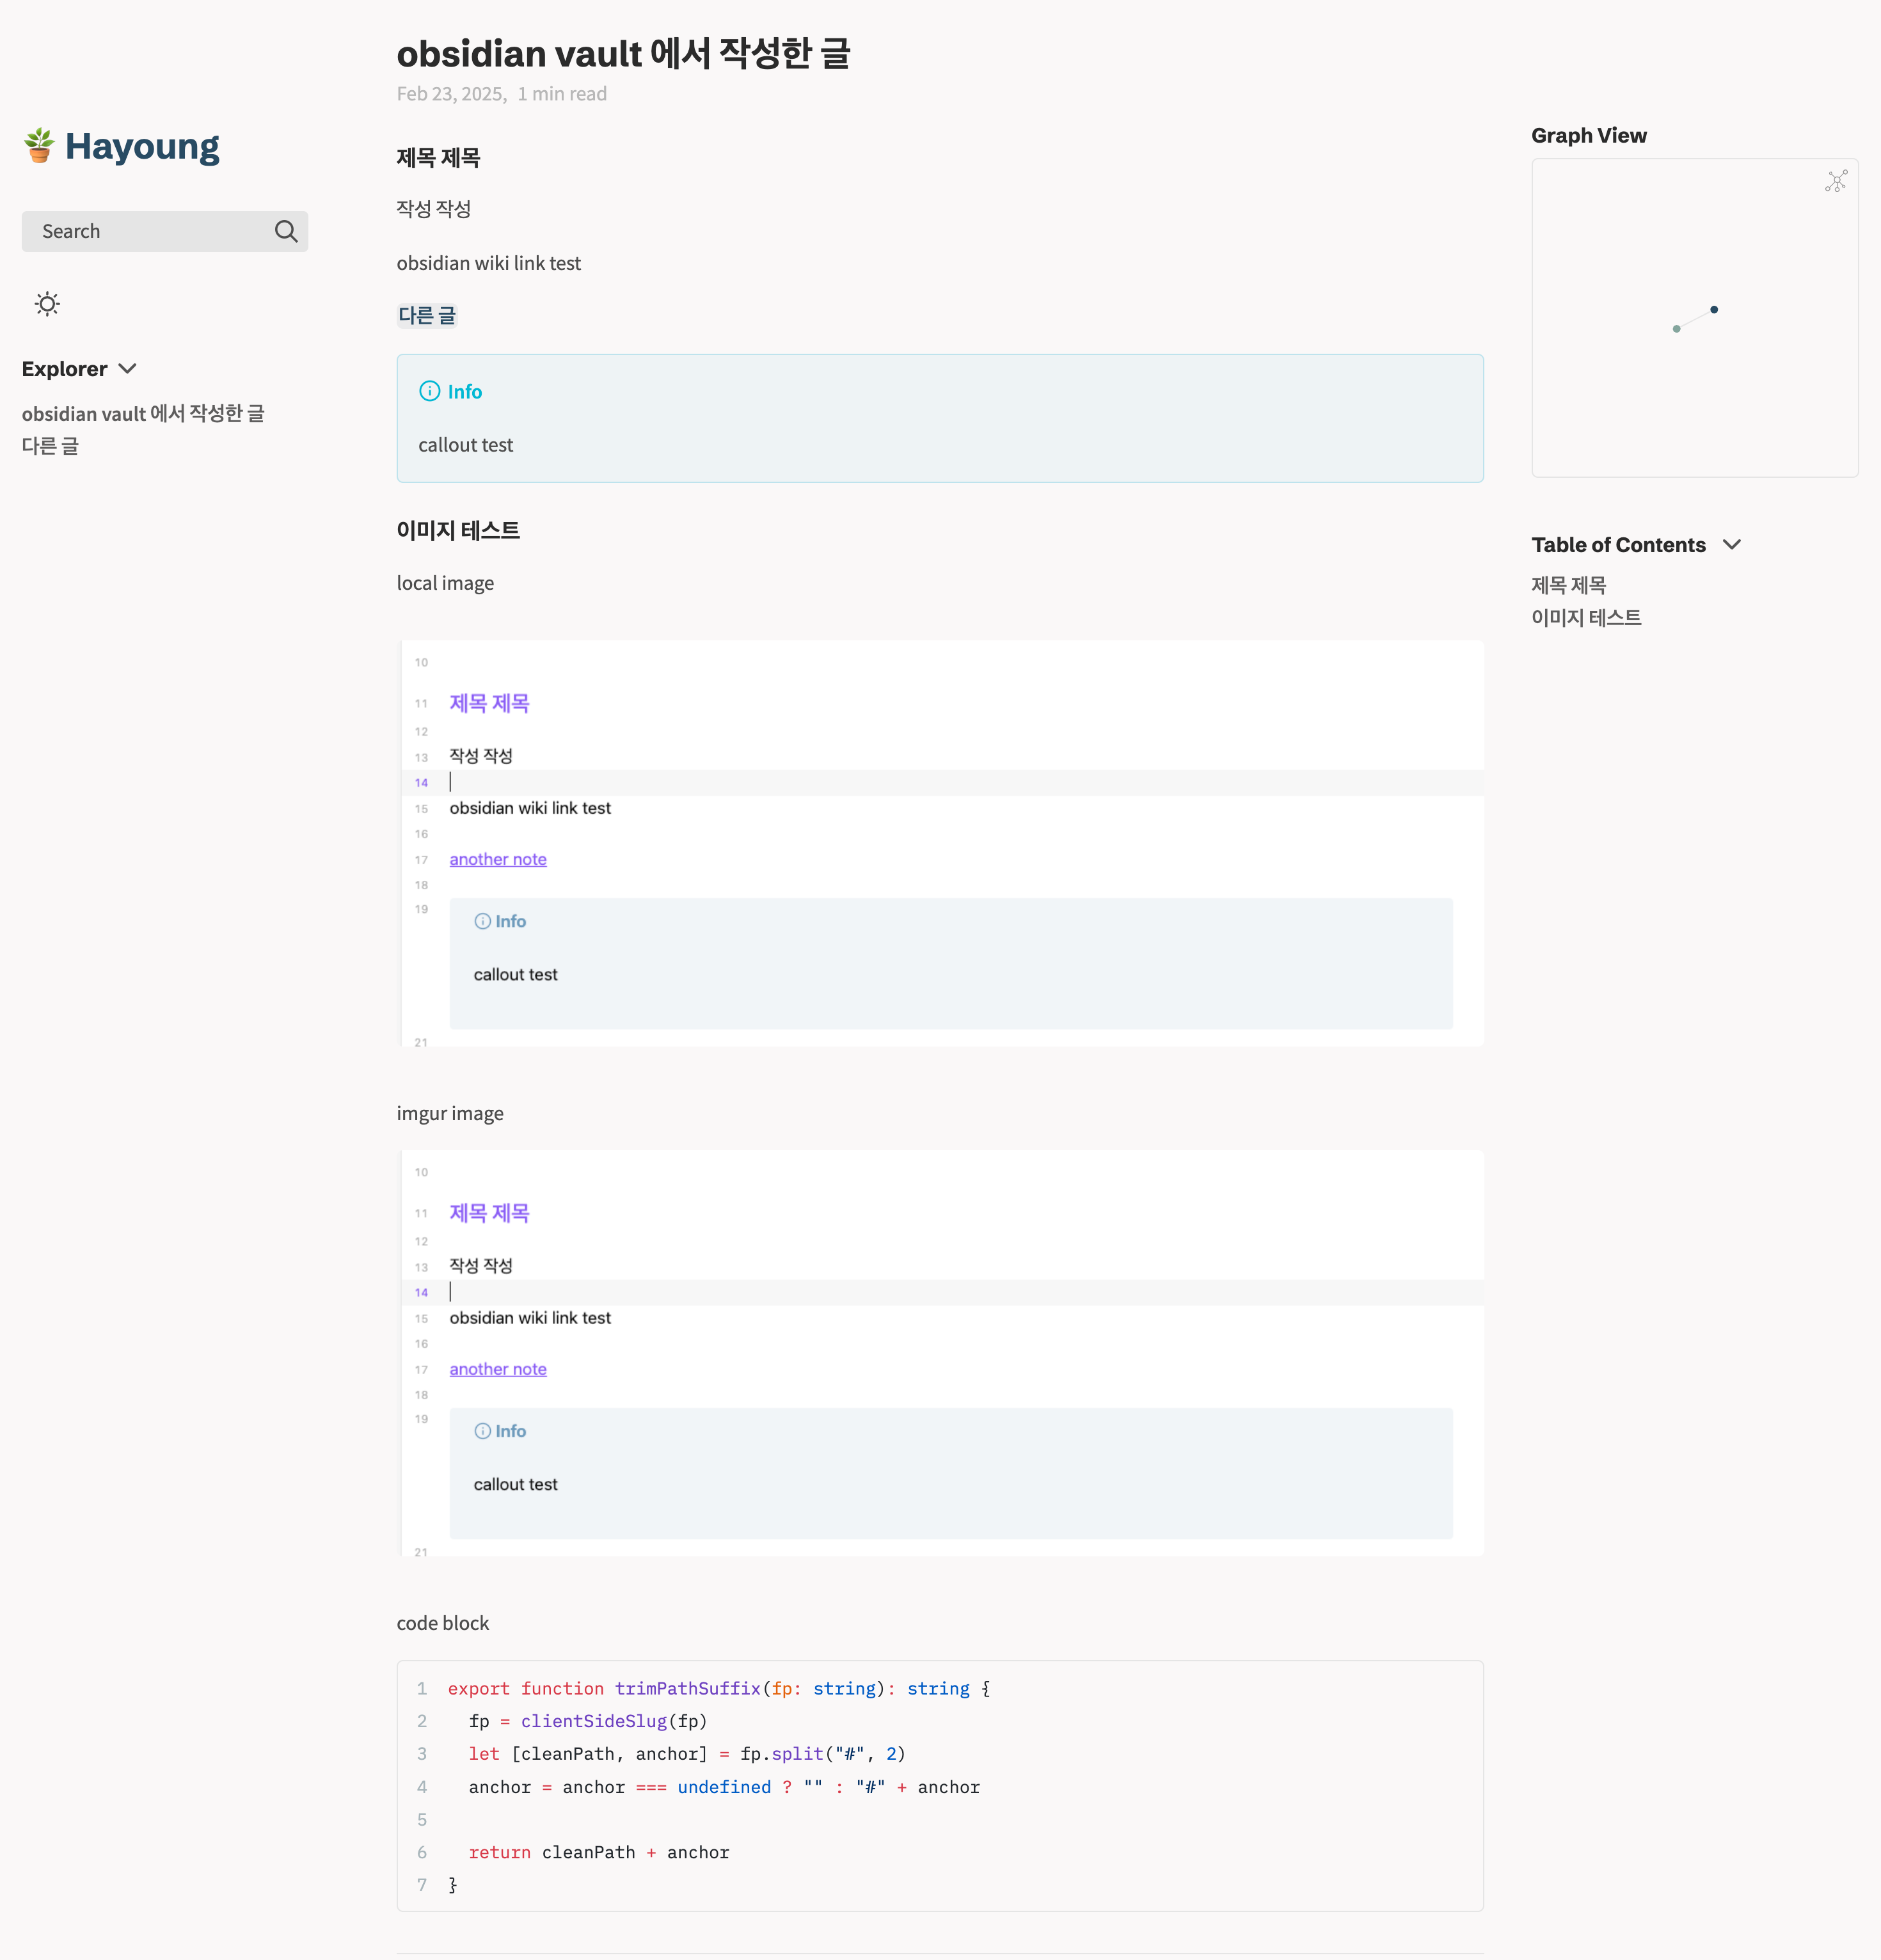 🪴 Hayoung
Search
Explorer
obsidian vault 에서 작성한 글
다른 글
obsidian vault 에서 작성한 글
Feb 23, 2025, 1 min read
제목 제목
작성 작성
obsidian wiki link test
다른 글
Info
callout test
이미지 테스트
local image
10
11 제목 제목
12
13 작성 작성
14
15 obsidian wiki link test
16
17 another note
18
19 Info
callout test
21
imgur image
10
11 제목 제목
12
13 작성 작성
14
15 obsidian wiki link test
16
17 another note
18
19 Info
callout test
21
code block
1 export function trimPathSuffix(fp: string): string {
2   fp = clientSideSlug(fp)
3   let [cleanPath, anchor] = fp.split("#", 2)
4   anchor = anchor === undefined ? "" : "#" + anchor
5
6   return cleanPath + anchor
7 }
Graph View
Table of Contents
제목 제목
이미지 테스트